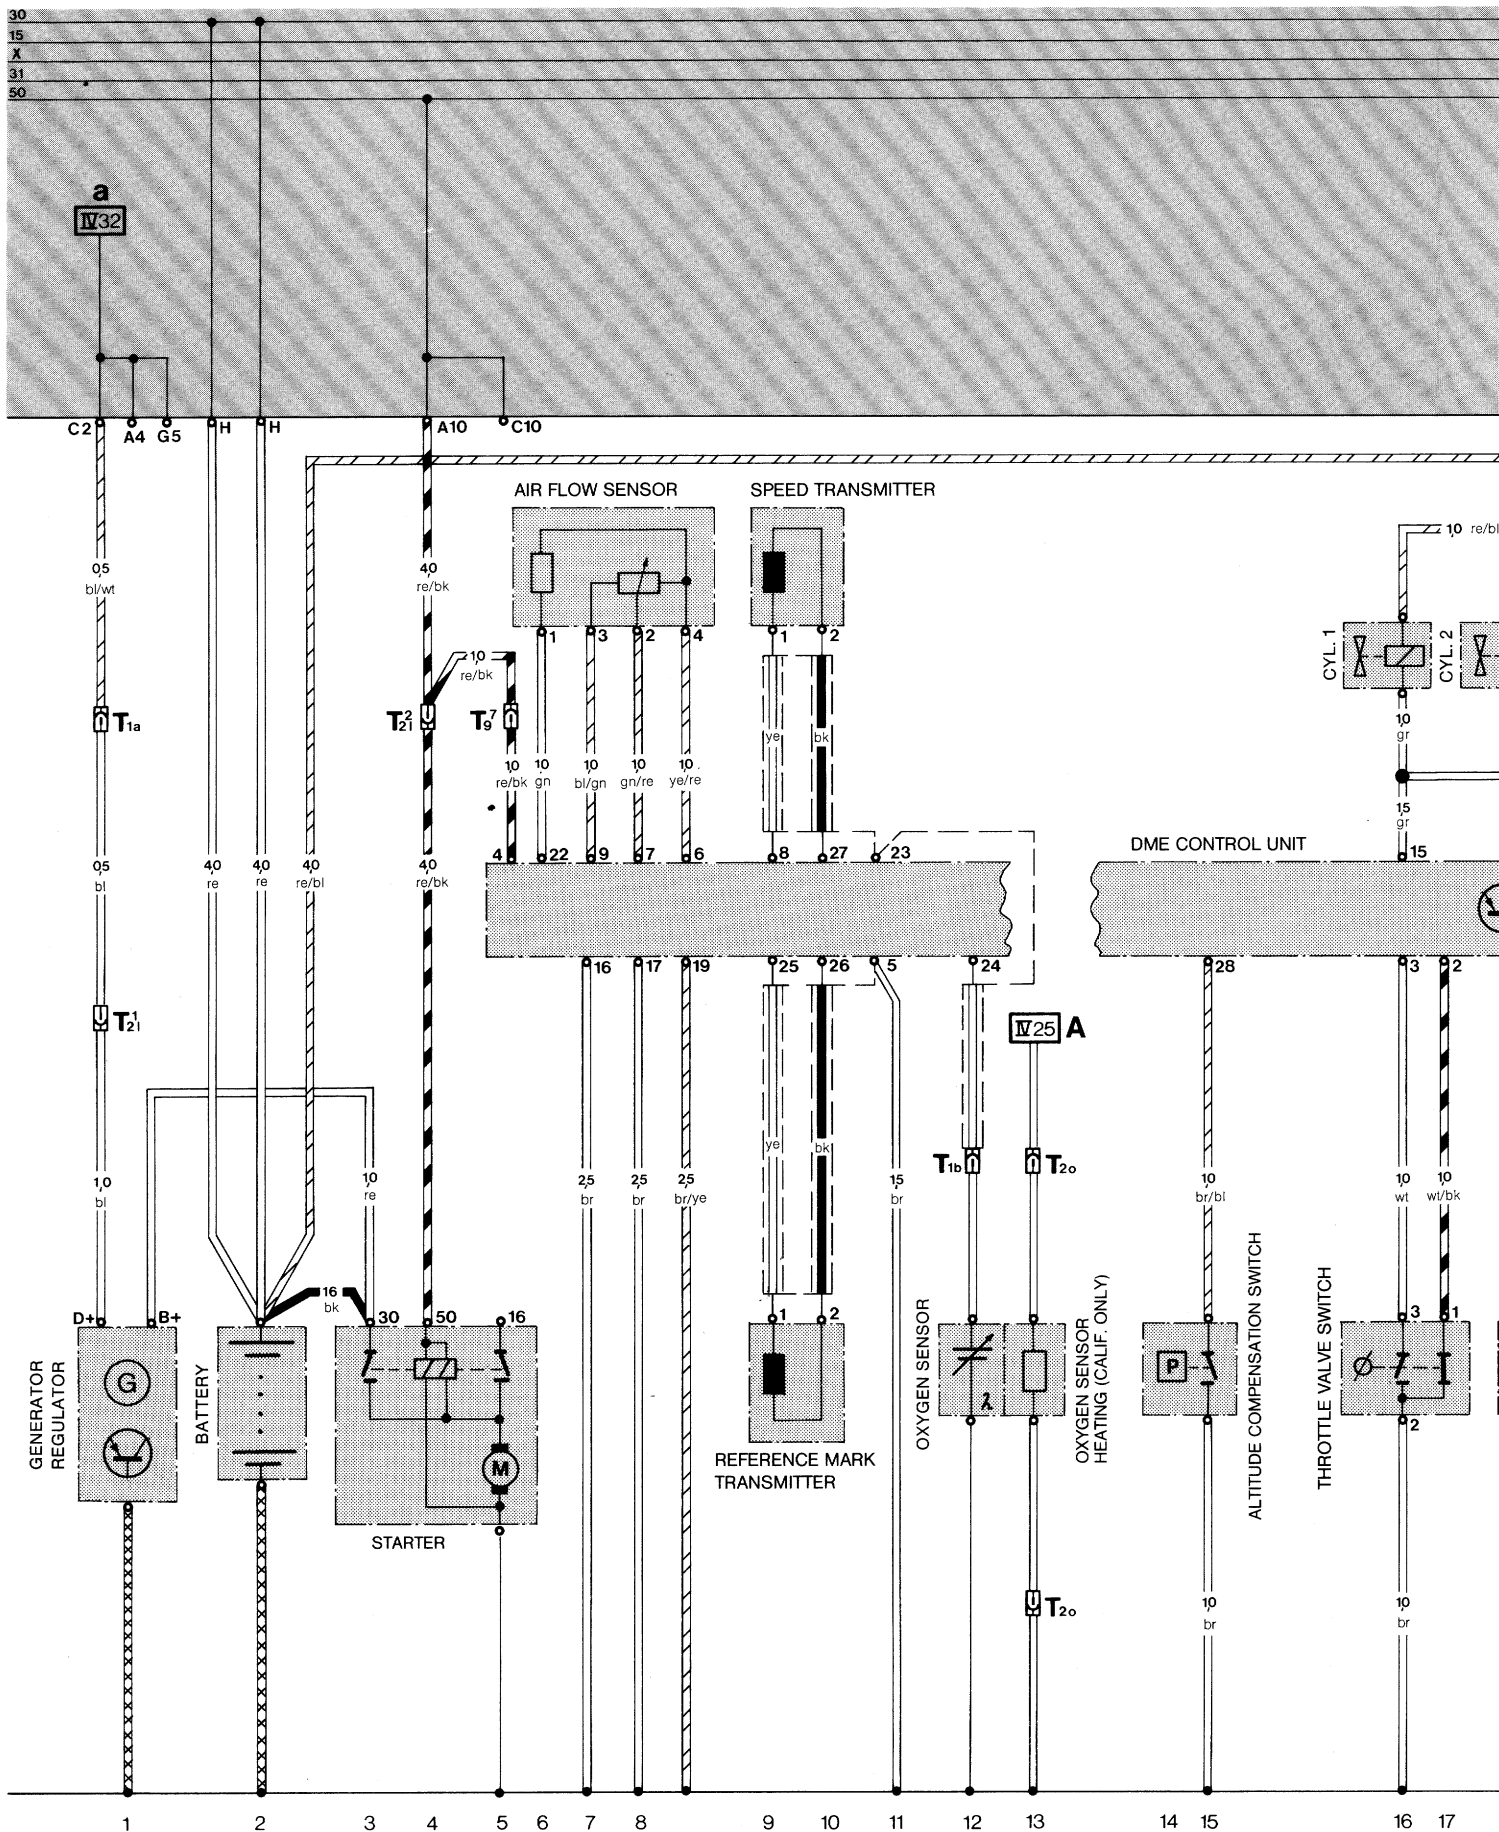 30
15
X
31
50
a
IV32
C2
A4
G5
H
H
A10
C10
AIR FLOW SENSOR
SPEED TRANSMITTER
1,0 re/bl
0,5
bl/wt
4,0
re/bk
1
3
2
4
1
2
CYL. 1
CYL. 2
1,0
re/bk
T1a
T2l 2
T9 7
ye
bk
1,0
gr
1,0
re/bk
1,0
gn
1,0
bl/gn
1,0
gn/re
1,0
ye/re
1,5
gr
DME CONTROL UNIT
4
22
9
7
6
8
27
23
15
0,5
bl
4,0
re
4,0
re
4,0
re/bl
4,0
re/bk
16
17
19
25
26
5
24
28
3
2
T2l 1
IV25 A
ye
bk
T1b
T2o
1,0
bl
1,0
re
2,5
br
2,5
br
2,5
br/ye
1,5
br
1,0
br/bl
1,0
wt
1,0
wt/bk
16
bk
D+
B+
30
50
16
1
2
3
1
GENERATOR
REGULATOR
G
BATTERY
M
STARTER
REFERENCE MARK
TRANSMITTER
OXYGEN SENSOR
λ
OXYGEN SENSOR
HEATING (CALIF. ONLY)
P
ALTITUDE COMPENSATION SWITCH
THROTTLE VALVE SWITCH
2
T2o
1,0
br
1,0
br
1
2
3
4
5
6
7
8
9
10
11
12
13
14
15
16
17